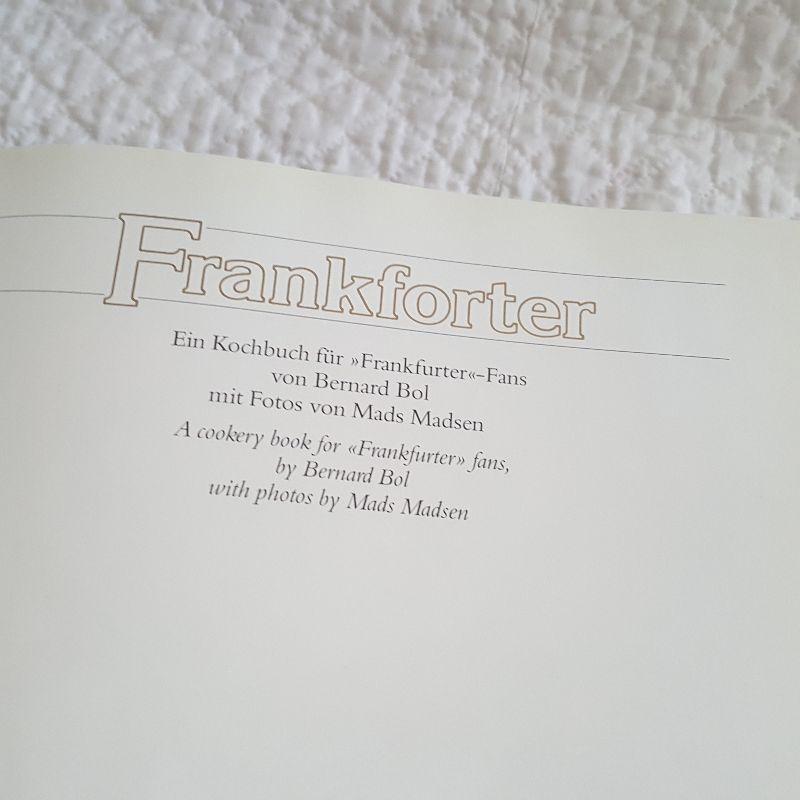 Frankforter
Ein Kochbuch für »Frankfurter«-Fans
von Bernard Bol
mit Fotos von Mads Madsen
A cookery book for «Frankfurter» fans,
by Bernard Bol
with photos by Mads Madsen